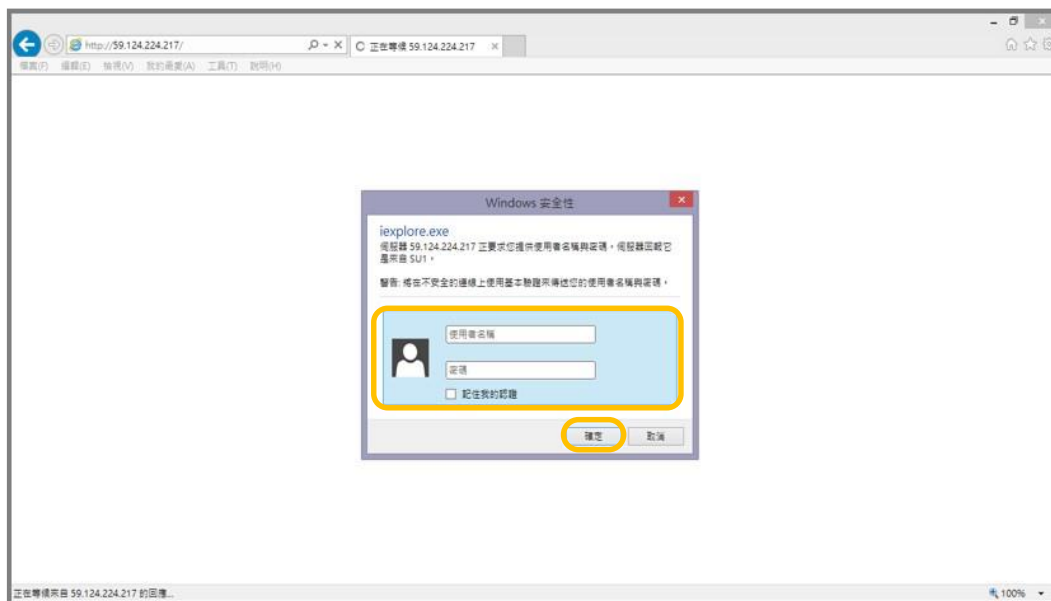 http://59.124.224.217/
正在等候 59.124.224.217
檔案(F) 編輯(E) 檢視(V) 我的最愛(A) 工具(T) 說明(H)
Windows 安全性
iexplore.exe
伺服器 59.124.224.217 正要求您提供使用者名稱與密碼。伺服器回報它
是來自 SU1。
警告: 將在不安全的連線上使用基本驗證來傳送您的使用者名稱與密碼。
使用者名稱
密碼
記住我的認證
確定 取消
正在等候來自 59.124.224.217 的回應...
100%